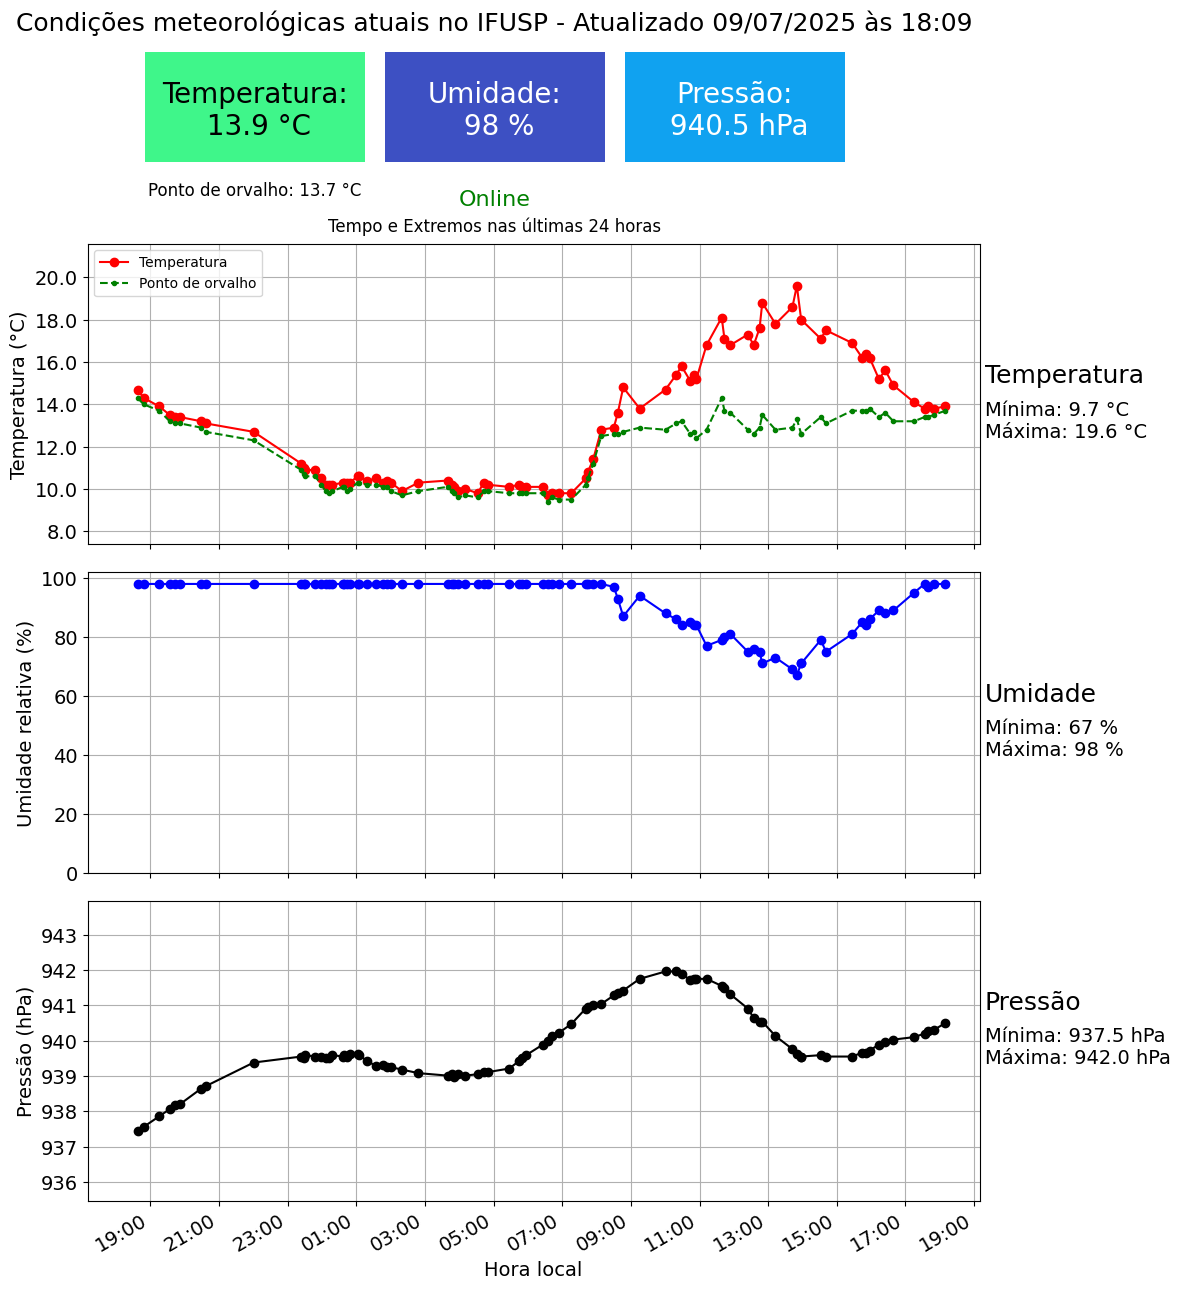 Condições meteorológicas atuais no IFUSP - Atualizado 09/07/2025 às 18:09
Temperatura:
13.9 °C
Umidade:
98 %
Pressão:
940.5 hPa
Ponto de orvalho: 13.7 °C
Online
Tempo e Extremos nas últimas 24 horas
Temperatura
Ponto de orvalho
Temperatura (°C)
20.0
18.0
16.0
14.0
12.0
10.0
8.0
Temperatura
Mínima: 9.7 °C
Máxima: 19.6 °C
Umidade relativa (%)
100
80
60
40
20
0
Umidade
Mínima: 67 %
Máxima: 98 %
Pressão (hPa)
943
942
941
940
939
938
937
936
Pressão
Mínima: 937.5 hPa
Máxima: 942.0 hPa
19:00 21:00 23:00 01:00 03:00 05:00 07:00 09:00 11:00 13:00 15:00 17:00 19:00
Hora local